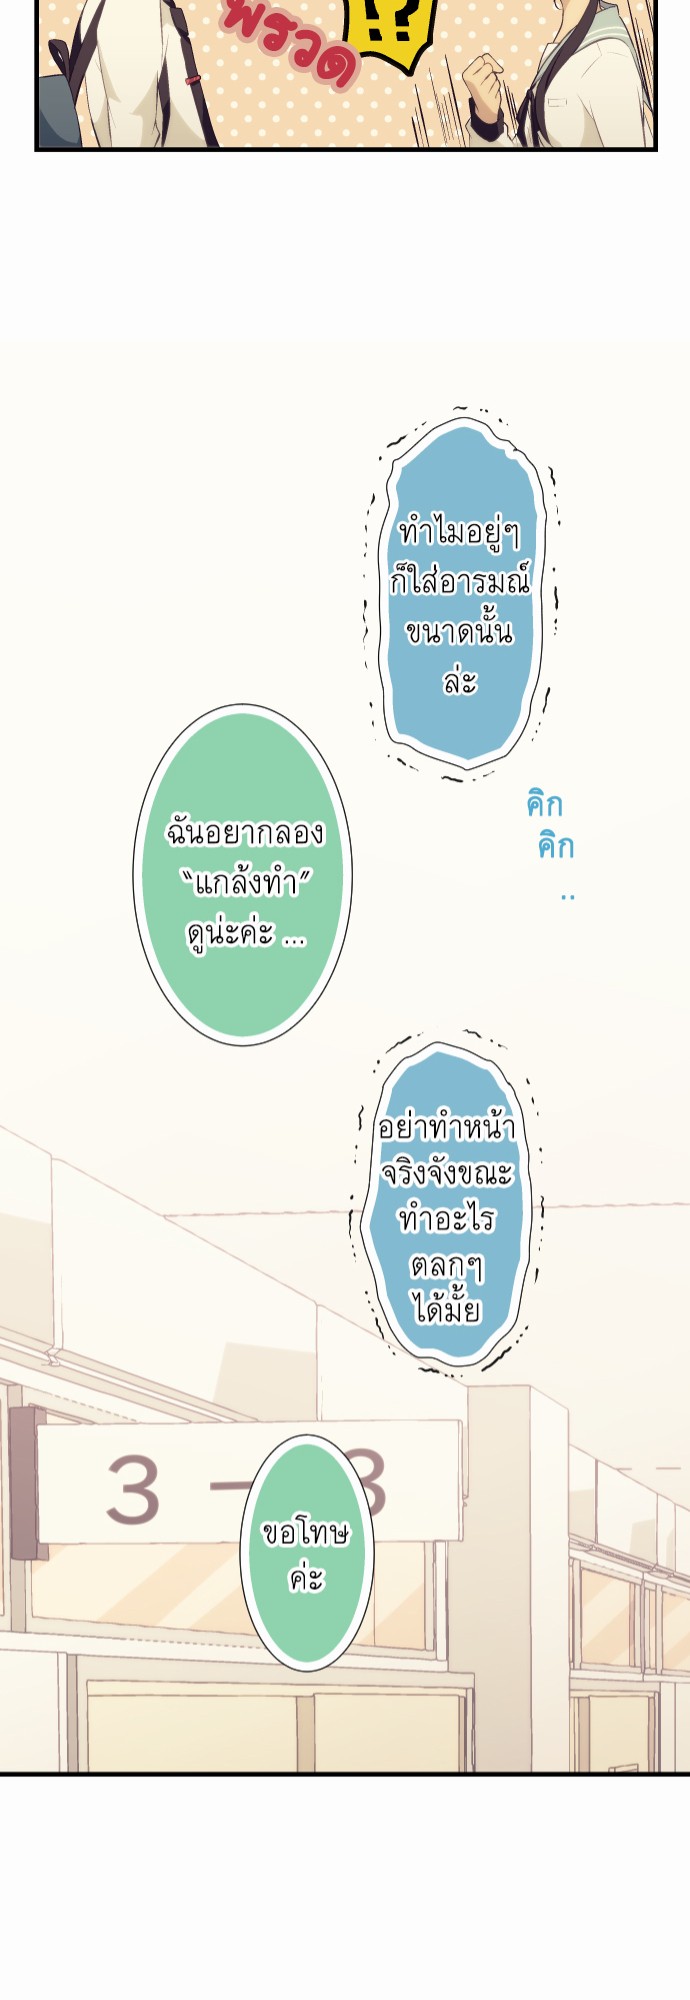 พรวด
!?
ทำไมอยู่ๆ
ก็ใส่อารมณ์
ขนาดนั้น
ล่ะ
คิก
คิก
..
ฉันอยากลอง
“แกล้งทำ”
ดูน่ะค่ะ ...
อย่าทำหน้า
จริงจังขณะ
ทำอะไร
ตลกๆ
ได้มั้ย
3 – 3
ขอโทษ
ค่ะ